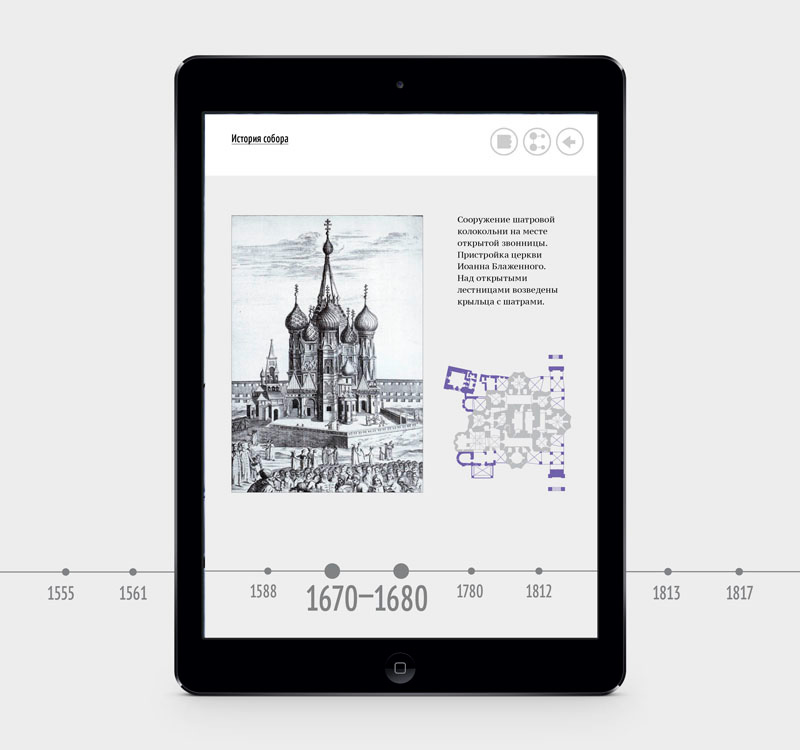 История собора
Сооружение шатровой
колокольни на месте
открытой звонницы.
Пристройка церкви
Иоанна Блаженного.
Над открытыми
лестницами возведены
крыльца с шатрами.
1555 1561 1588 1670–1680 1780 1812 1813 1817